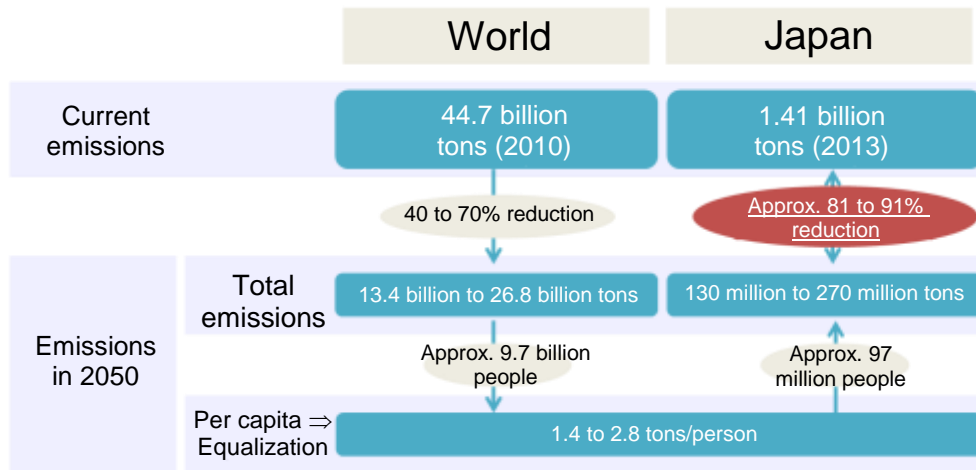 World
Japan
Current
emissions
44.7 billion
tons (2010)
1.41 billion
tons (2013)
40 to 70% reduction
Approx. 81 to 91%
reduction
Emissions
in 2050
Total
emissions
13.4 billion to 26.8 billion tons
130 million to 270 million tons
Approx. 9.7 billion
people
Approx. 97
million people
Per capita ⇒
Equalization
1.4 to 2.8 tons/person